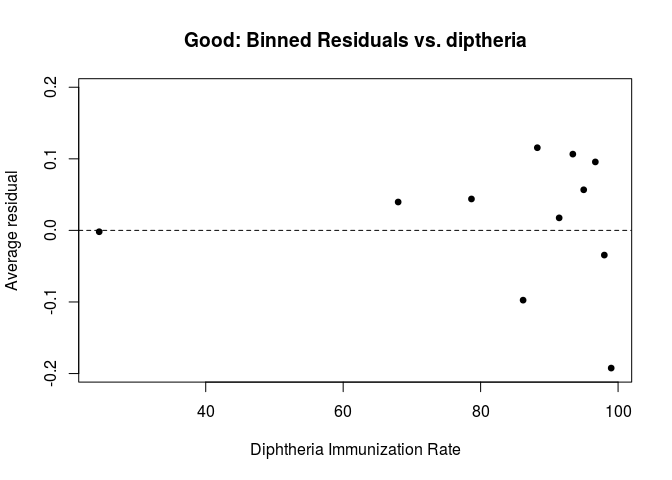 Good: Binned Residuals vs. diptheria
Average residual
0.2
0.1
0.0
-0.1
-0.2
40 60 80 100
Diphtheria Immunization Rate